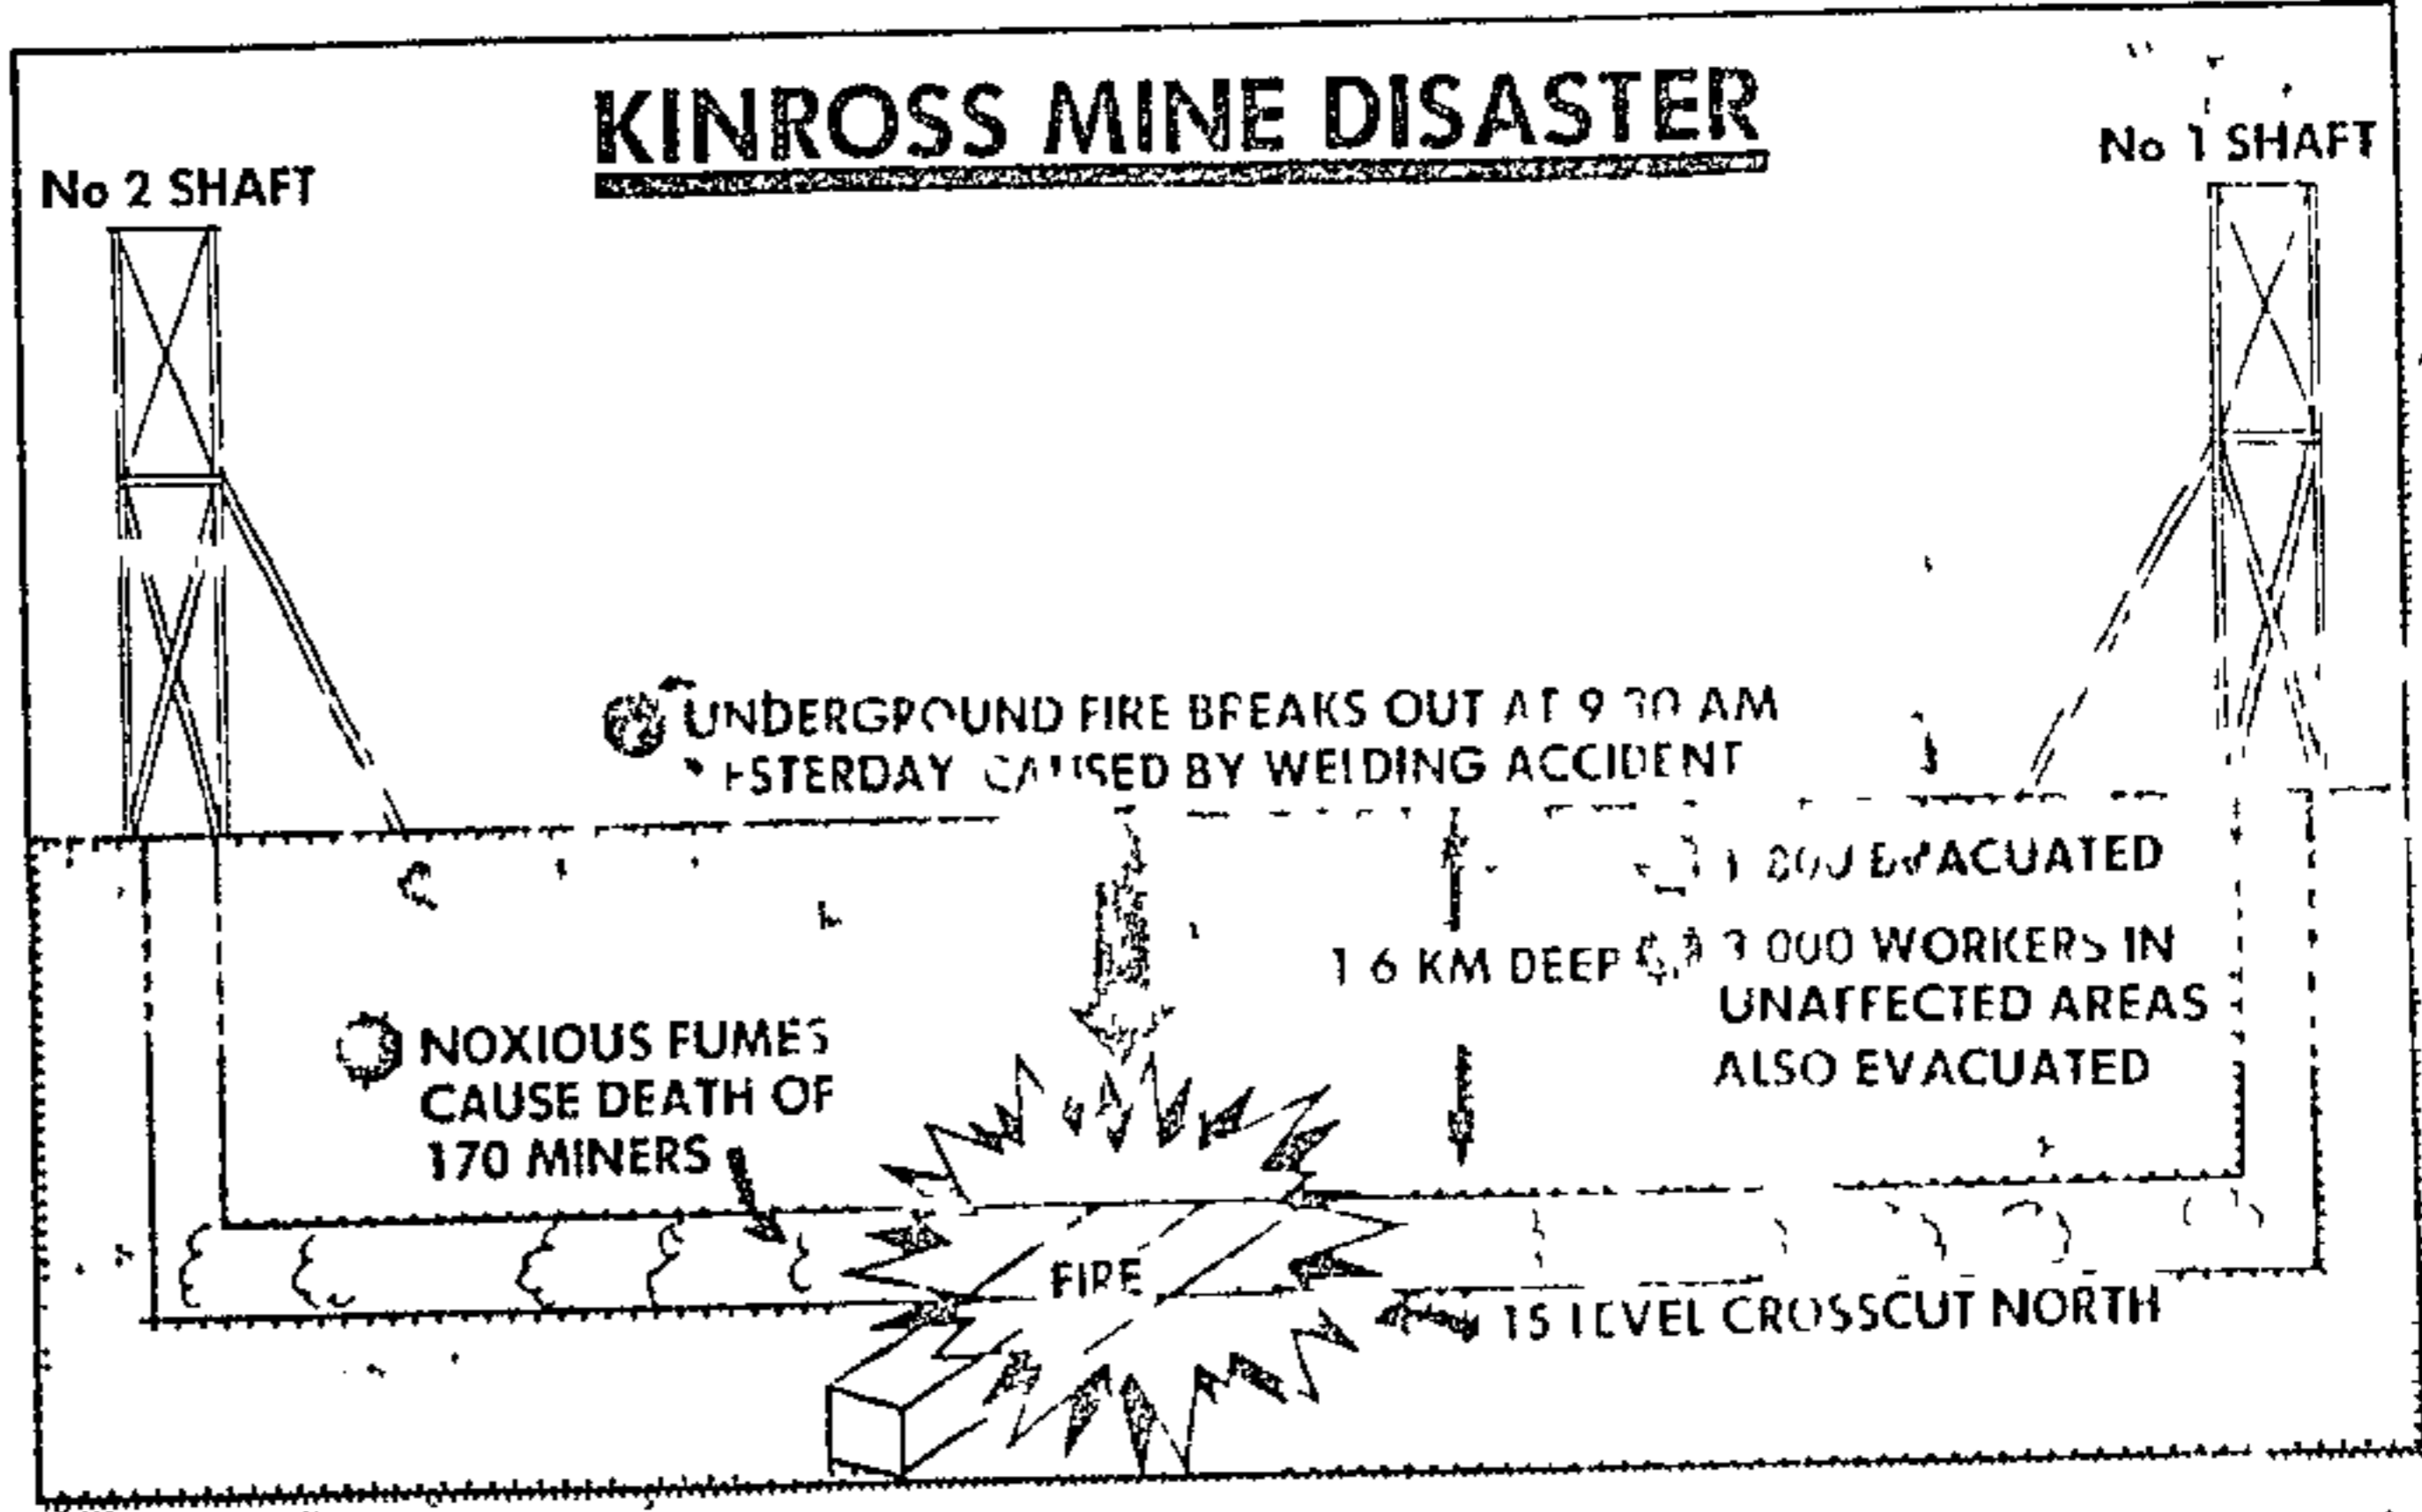 KINROSS MINE DISASTER
No 2 SHAFT
No 1 SHAFT
UNDERGROUND FIRE BREAKS OUT AT AM
YESTERDAY CAUSED BY WELDING ACCIDENT
EVACUATED
1 6 KM DEEP
000 WORKERS IN
UNAFFECTED AREAS
ALSO EVACUATED
NOXIOUS FUMES
CAUSE DEATH OF
170 MINERS
FIRE
15 LEVEL CROSSCUT NORTH